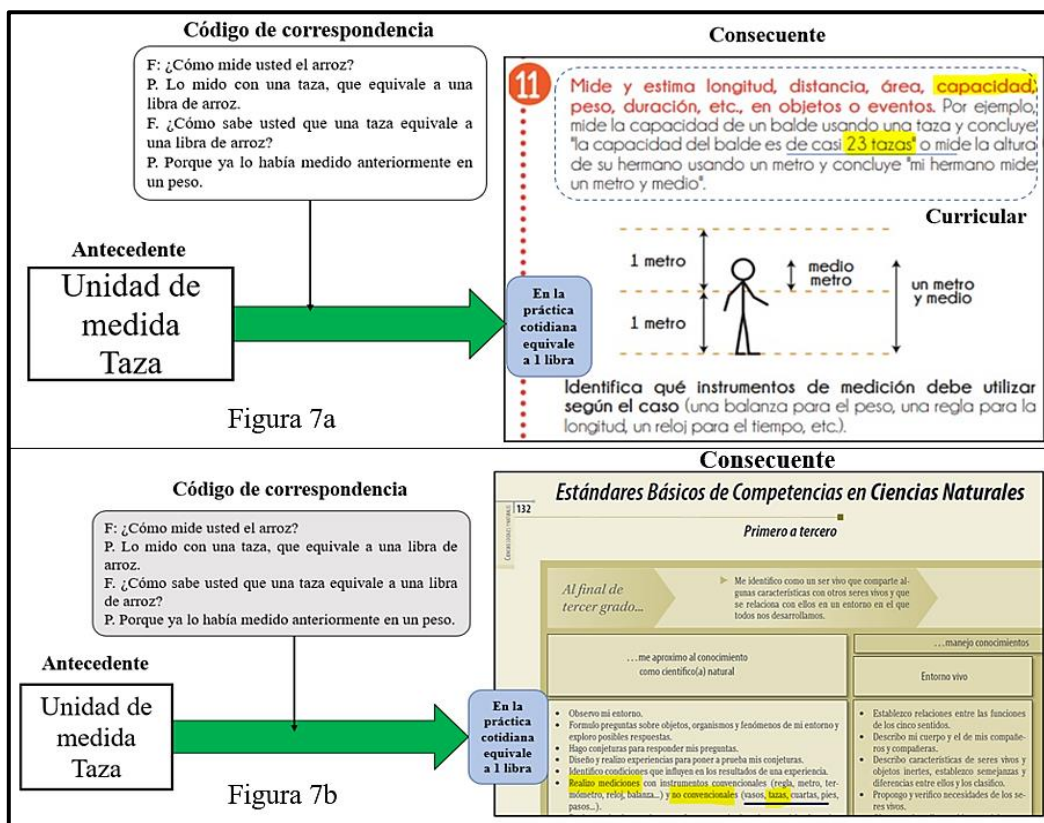 Código de correspondencia
F: ¿Cómo mide usted el arroz?
P. Lo mido con una taza, que equivale a una
libra de arroz.
F. ¿Cómo sabe usted que una taza equivale a
una libra de arroz?
P. Porque ya lo había medido anteriormente en
un peso.
Antecedente
Unidad de
medida
Taza
En la
práctica
cotidiana
equivale
a 1 libra
Figura 7a
Consecuente
11
Mide y estima longitud, distancia, área, capacidad,
peso, duración, etc., en objetos o eventos. Por ejemplo,
mide la capacidad de un balde usando una taza y concluye
"la capacidad del balde es de casi 23 tazas" o mide la altura
de su hermano usando un metro y concluye "mi hermano mide
un metro y medio".
Curricular
1 metro
1 metro
medio
metro
un metro
y medio
Identifica qué instrumentos de medición debe utilizar
según el caso (una balanza para el peso, una regla para la
longitud, un reloj para el tiempo, etc.).
Código de correspondencia
F: ¿Cómo mide usted el arroz?
P. Lo mido con una taza, que equivale a una libra de
arroz.
F. ¿Cómo sabe usted que una taza equivale a una libra
de arroz?
P. Porque ya lo había medido anteriormente en un peso.
Antecedente
Unidad de
medida
Taza
En la
práctica
cotidiana
equivale
a 1 libra
Figura 7b
Consecuente
132
Estándares Básicos de Competencias en Ciencias Naturales
Primero a tercero
Al final de
tercer grado...
Me identifico como un ser vivo que comparte al-
gunas características con otros seres vivos y que
se relaciona con ellos en un entorno en el que
todos nos desarrollamos.
...me aproximo al conocimiento
como científico(a) natural
...manejo conocimientos
Entorno vivo
• Observo mi entorno.
• Formulo preguntas sobre objetos, organismos y fenómenos de mi entorno y
exploro posibles respuestas.
• Hago conjeturas para responder mis preguntas.
• Diseño y realizo experiencias para poner a prueba mis conjeturas.
• Identifico condiciones que influyen en los resultados de una experiencia.
• Realizo mediciones con instrumentos convencionales (regla, metro, ter-
mómetro, reloj, balanza...) y no convencionales (vasos, tazas, cuartas, pies,
pasos...).
• Establezco relaciones entre las funciones
de los cinco sentidos.
• Describo mi cuerpo y el de mis compañe-
ros y compañeras.
• Describo características de seres vivos y
objetos inertes, establezco semejanzas y
diferencias entre ellos y los clasifico.
• Propongo y verifico necesidades de los se-
res vivos.